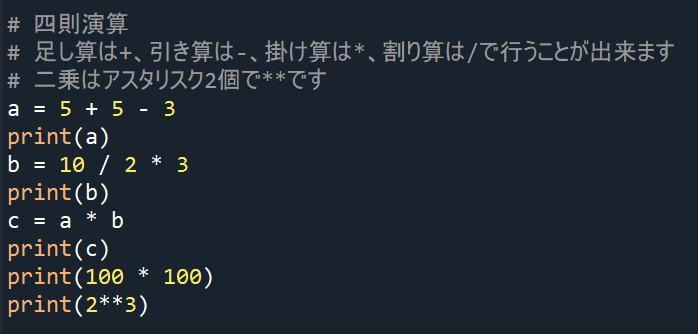 # 四則演算
# 足し算は+、引き算は-、掛け算は*、割り算は/で行うことが出来ます
# 二乗はアスタリスク2個で**です
a = 5 + 5 - 3
print(a)
b = 10 / 2 * 3
print(b)
c = a * b
print(c)
print(100 * 100)
print(2**3)